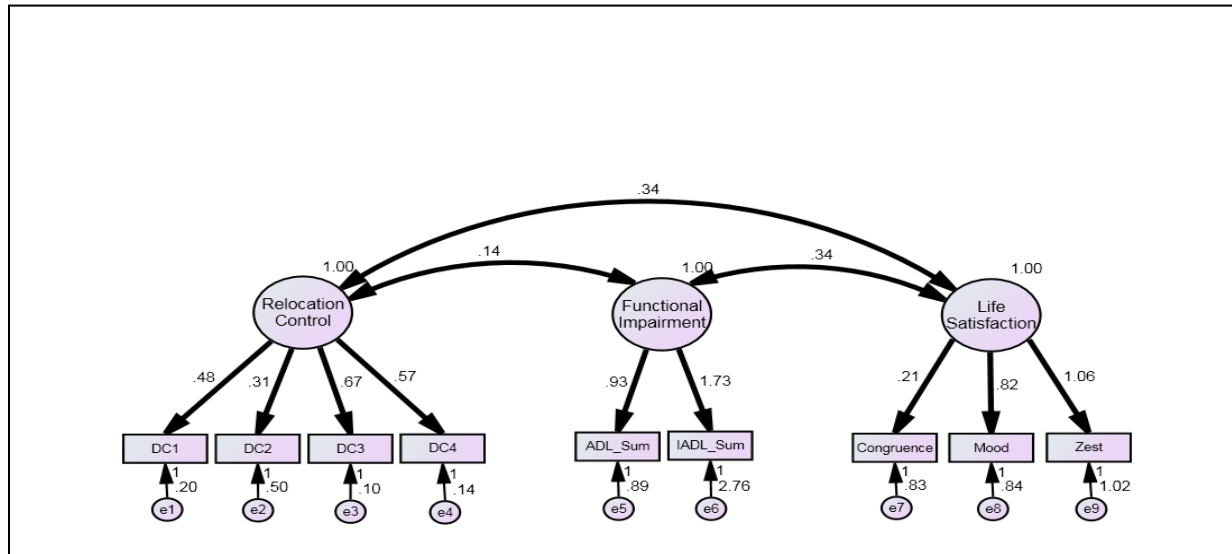 .34
.14
.34
1.00
1.00
1.00
Relocation
Control
Functional
Impairment
Life
Satisfaction
.48
.31
.67
.57
.93
1.73
.21
.82
1.06
DC1
DC2
DC3
DC4
ADL_Sum
IADL_Sum
Congruence
Mood
Zest
1
1
1
1
1
1
1
1
1
.20
.50
.10
.14
.89
2.76
.83
.84
1.02
e1
e2
e3
e4
e5
e6
e7
e8
e9